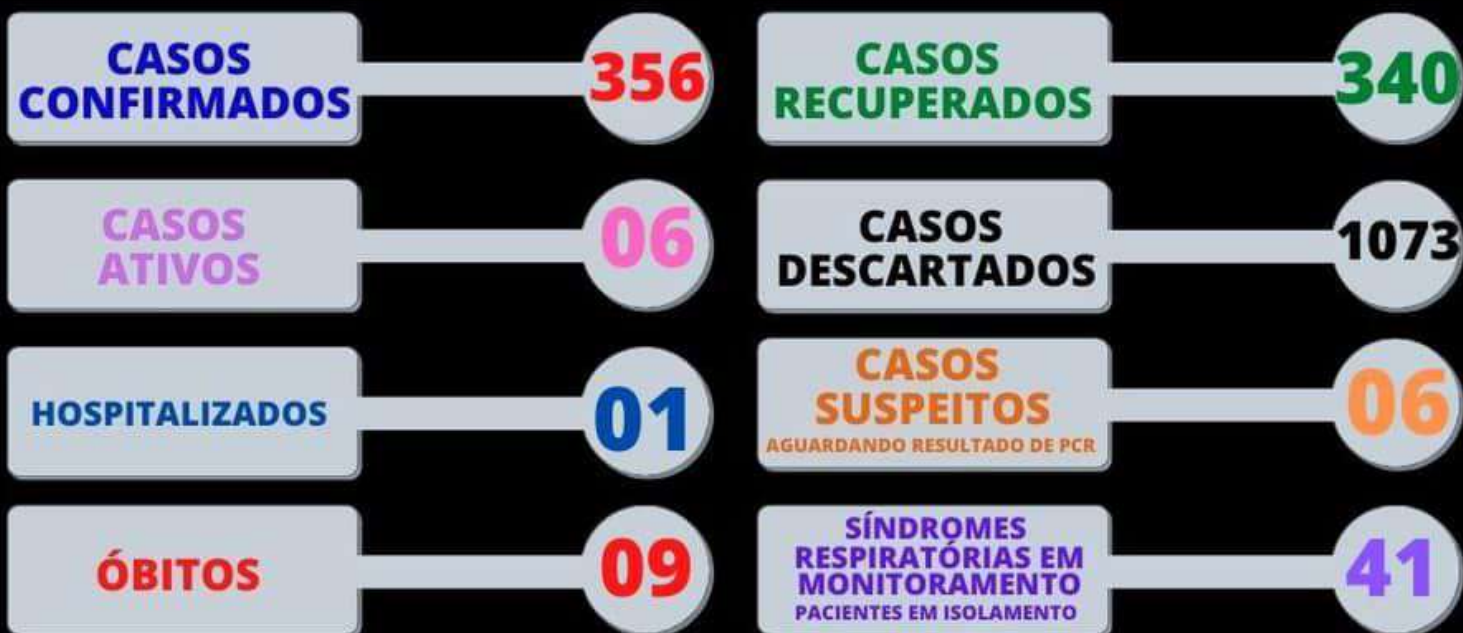 CASOS
CONFIRMADOS
356
CASOS
RECUPERADOS
340
CASOS
ATIVOS
06
CASOS
DESCARTADOS
1073
HOSPITALIZADOS
01
CASOS
SUSPEITOS
AGUARDANDO RESULTADO DE PCR
06
ÓBITOS
09
SÍNDROMES
RESPIRATÓRIAS EM
MONITORAMENTO
PACIENTES EM ISOLAMENTO
41